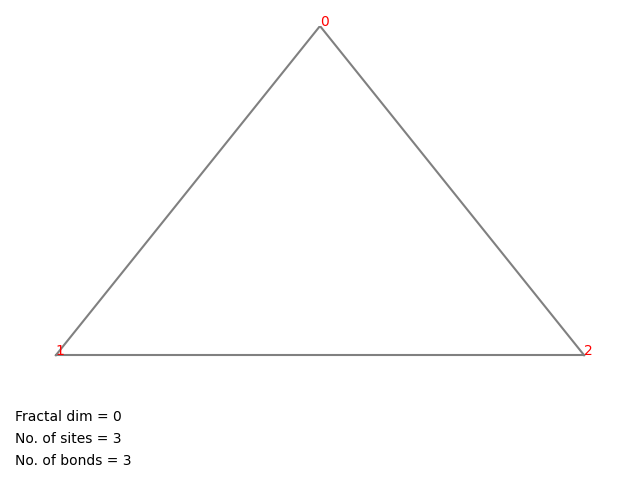 0
1
2
Fractal dim = 0
No. of sites = 3
No. of bonds = 3